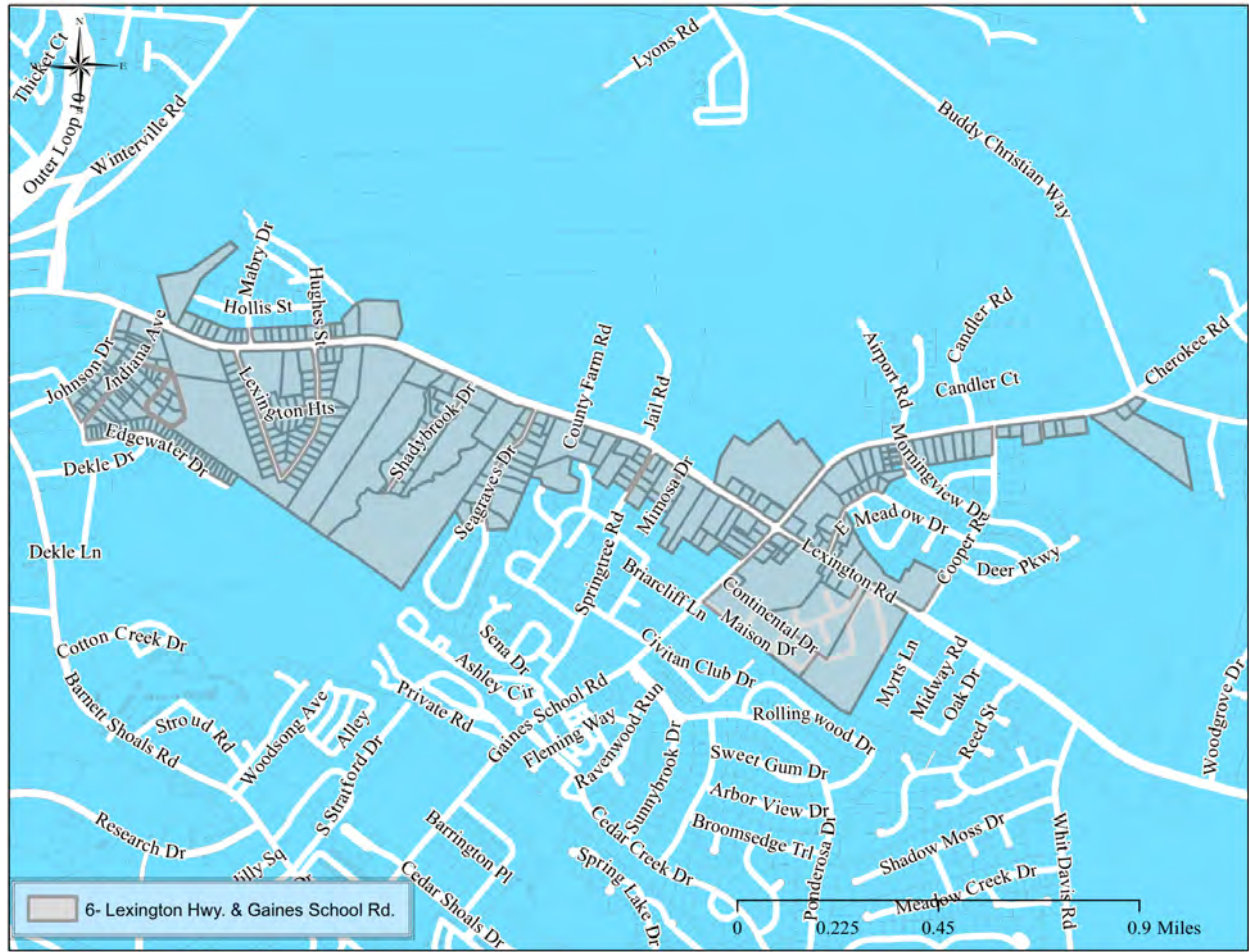 N
E
Thicket Ct
Outer Loop 10
Winterville Rd
Lyons Rd
Buddy Christian Way
Mabry Dr
Hughes St
Hollis St
Johnson Dr
Indiana Ave
Lexington Hts
Edgewater Dr
Dekle Dr
Dekle Ln
Shadybrook Dr
Seagraves Dr
County Farm Rd
Jail Rd
Mimosa Dr
Springtree Rd
Airport Rd
Candler Rd
Candler Ct
Cherokee Rd
Morningview Dr
Meadow Dr
Cooper R
Deer Pkwy
E
Lexington Rd
Continental Dr
Maison Dr
Briarcliff Ln
Civitan Club Dr
Myrts Ln
Midway Rd
Oak Dr
Reed St
Woodgrove Dr
Cotton Creek Dr
Barnett Shoals Rd
Stroud Rd
Woodsong Ave
Alley
Private Rd
Sena Dr
Ashley Cir
Gaines School Rd
Fleming Way
Ravenwood Run
Sunnybrook Dr
Rolling wood Dr
Sweet Gum Dr
Arbor View Dr
Broomsedge Trl
Ponderosa Dr
Shadow Moss Dr
Meadow Creek Dr
Whit Davis Rd
S Stratford Dr
Research Dr
Barrington Pl
Cedar Creek Dr
Spring Lake Dr
Cedar Shoals Dr
illy Sq
Dr
6- Lexington Hwy. & Gaines School Rd.
0 0.225 0.45 0.9 Miles